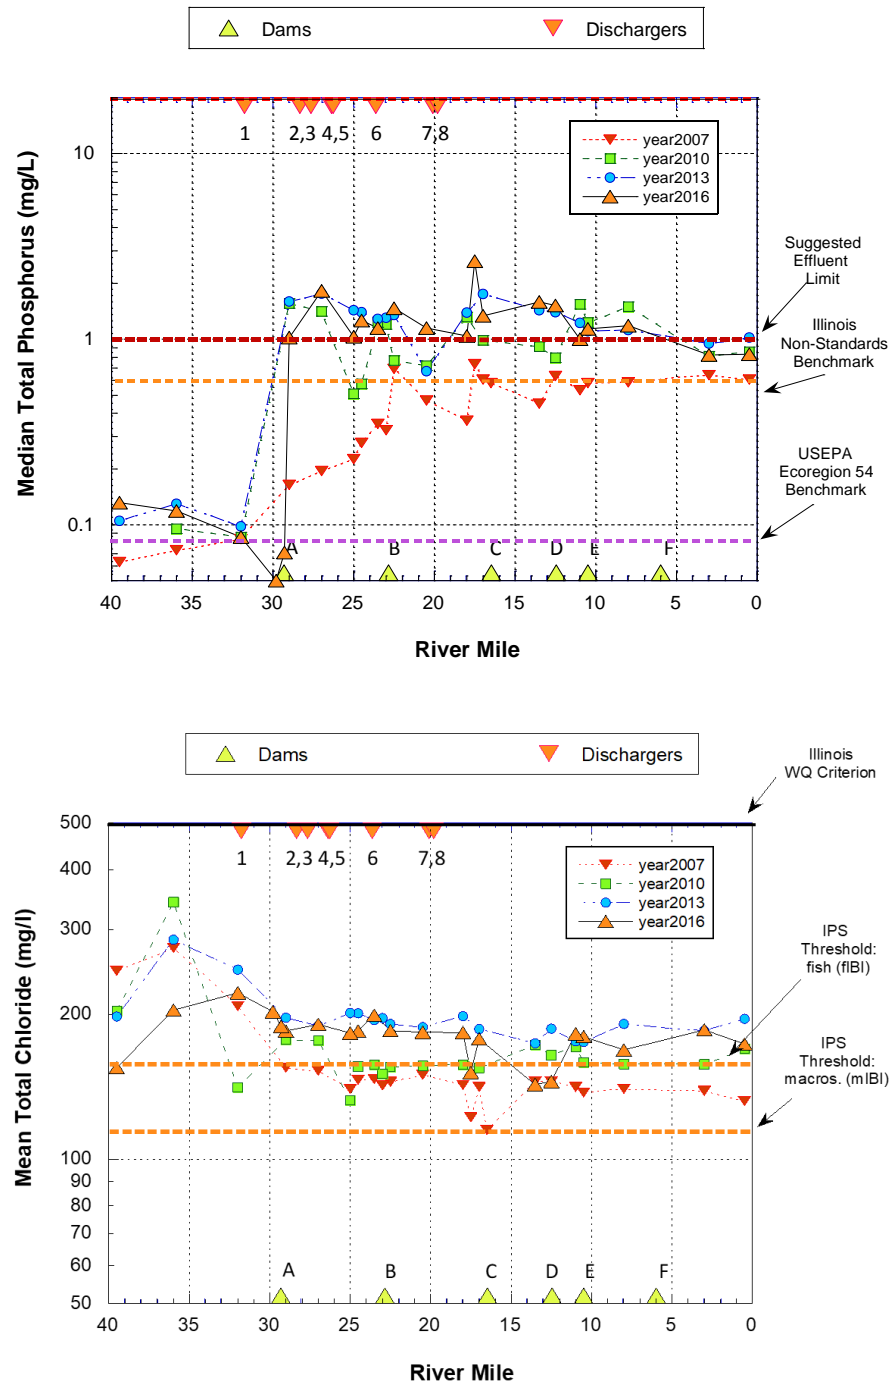 Dams
Dischargers
1
2,3
4,5
6
7,8
year2007
year2010
year2013
year2016
10
1
0.1
Median Total Phosphorus (mg/L)
A
B
C
D
E
F
40
35
30
25
20
15
10
5
0
River Mile
Suggested
Effluent
Limit
Illinois
Non-Standards
Benchmark
USEPA
Ecoregion 54
Benchmark
Dams
Dischargers
Illinois
WQ Criterion
1
2,3
4,5
6
7,8
year2007
year2010
year2013
year2016
500
400
300
200
100
90
80
70
60
50
Mean Total Chloride (mg/l)
IPS
Threshold:
fish (fIBI)
IPS
Threshold:
macros. (mIBI)
A
B
C
D
E
F
40
35
30
25
20
15
10
5
0
River Mile